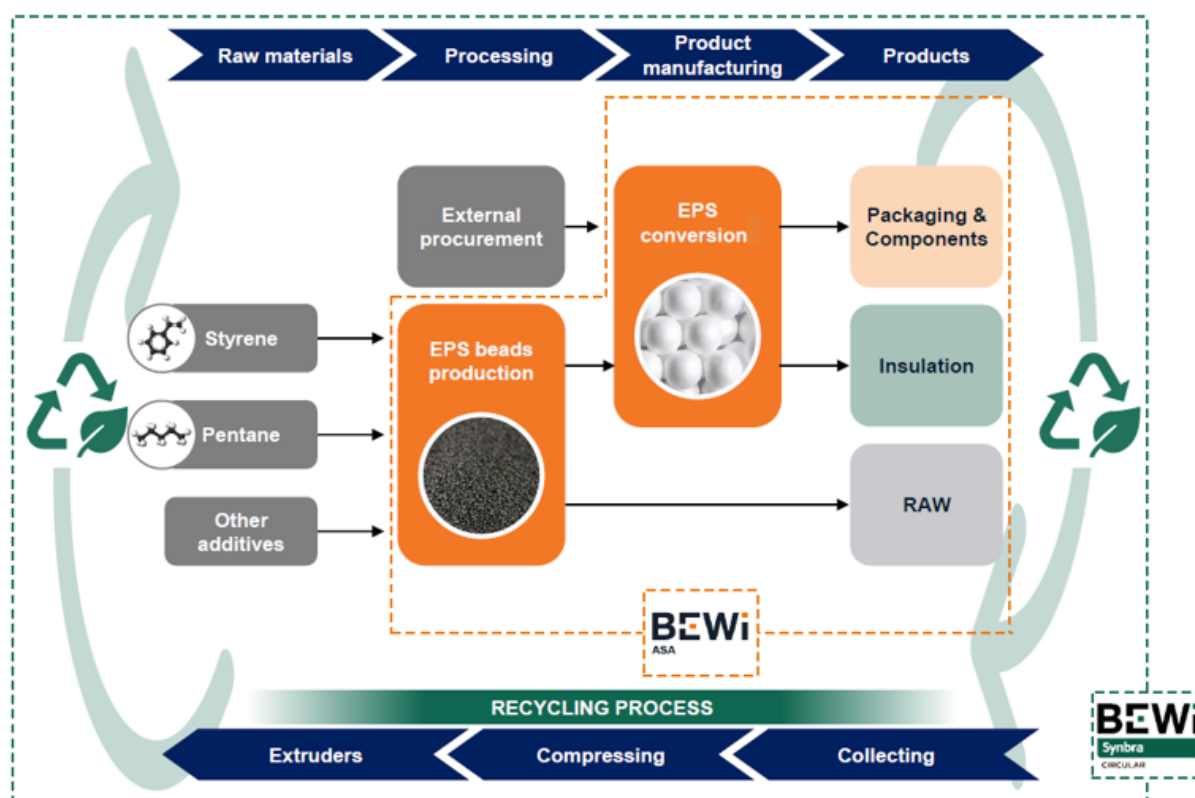 Raw materials
Processing
Product
manufacturing
Products
External
procurement
EPS
conversion
Packaging &
Components
Styrene
EPS beads
production
Insulation
Pentane
RAW
Other
additives
BEWi
ASA
RECYCLING PROCESS
Extruders
Compressing
Collecting
BEWi
Synbra
CIRCULAR